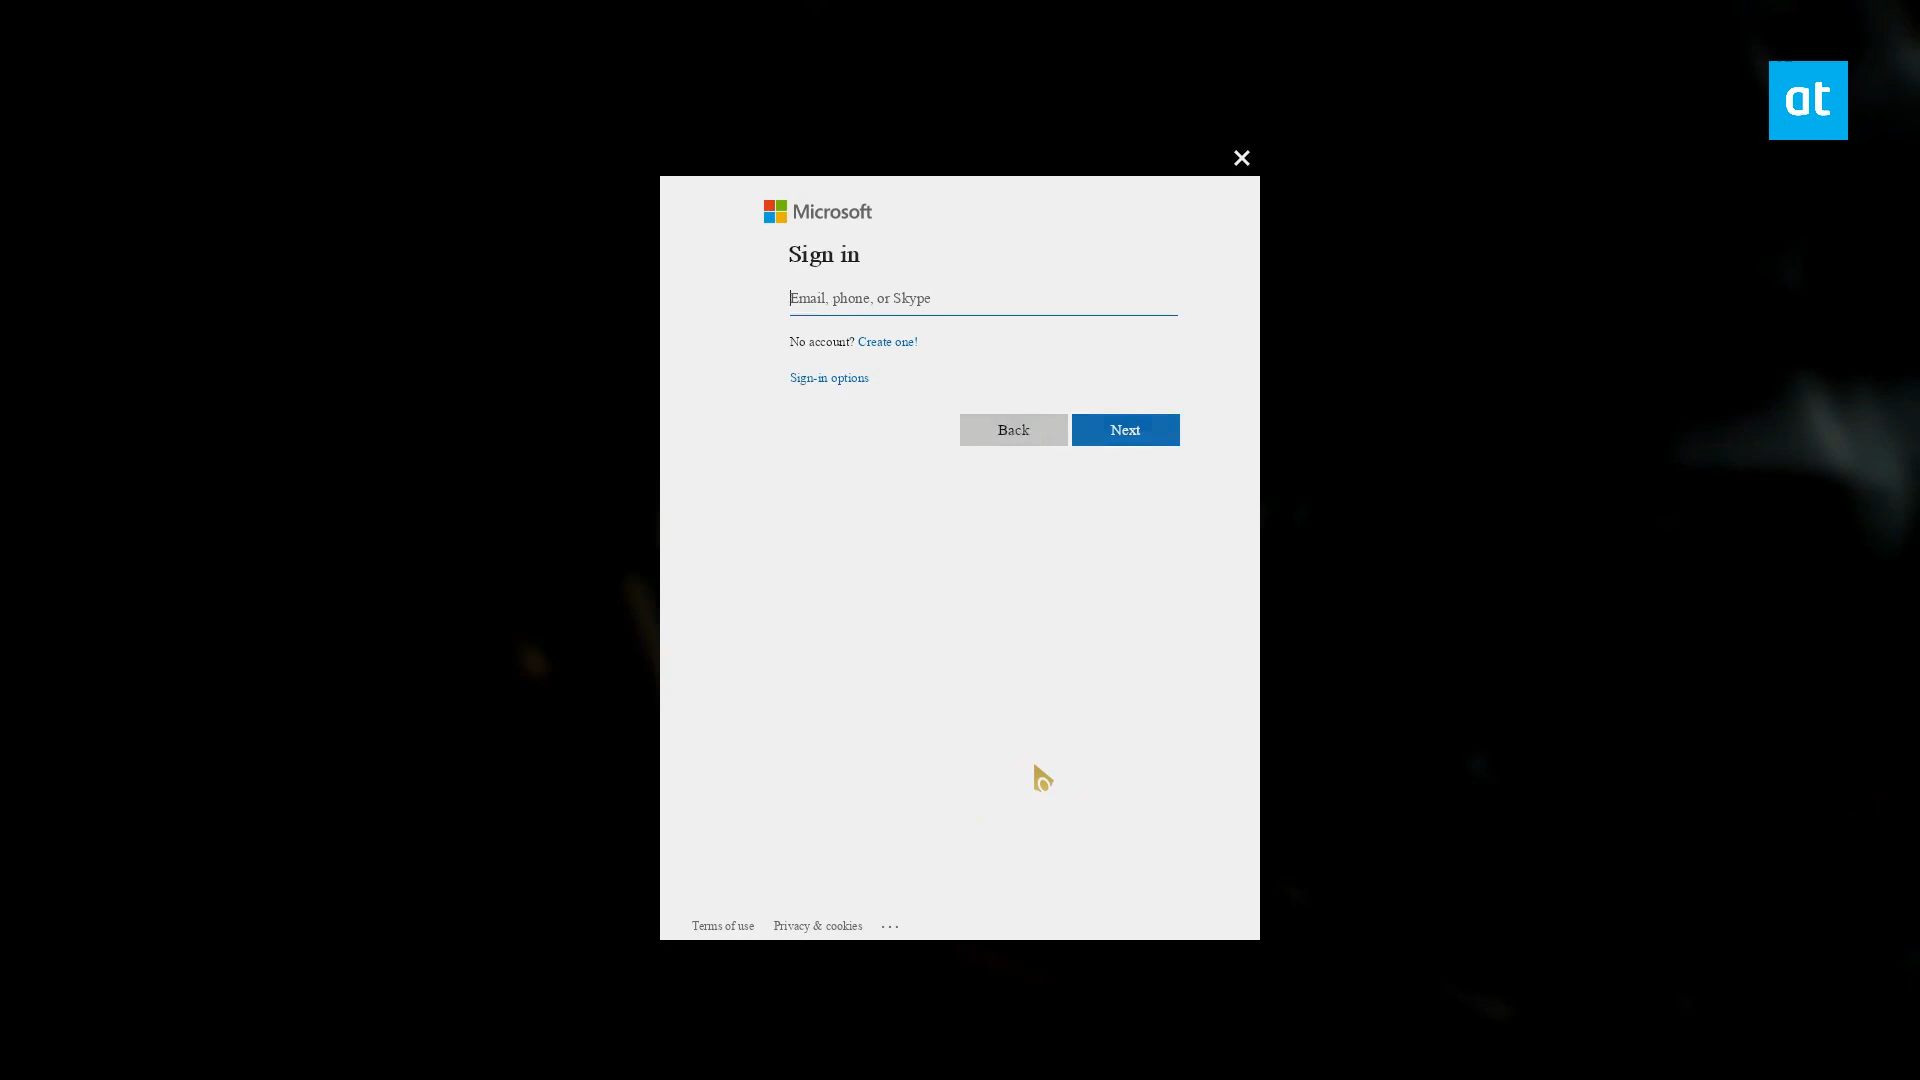 at
Microsoft
Sign in
Email, phone, or Skype
No account? Create one!
Sign-in options
Back Next
Terms of use Privacy & cookies ...